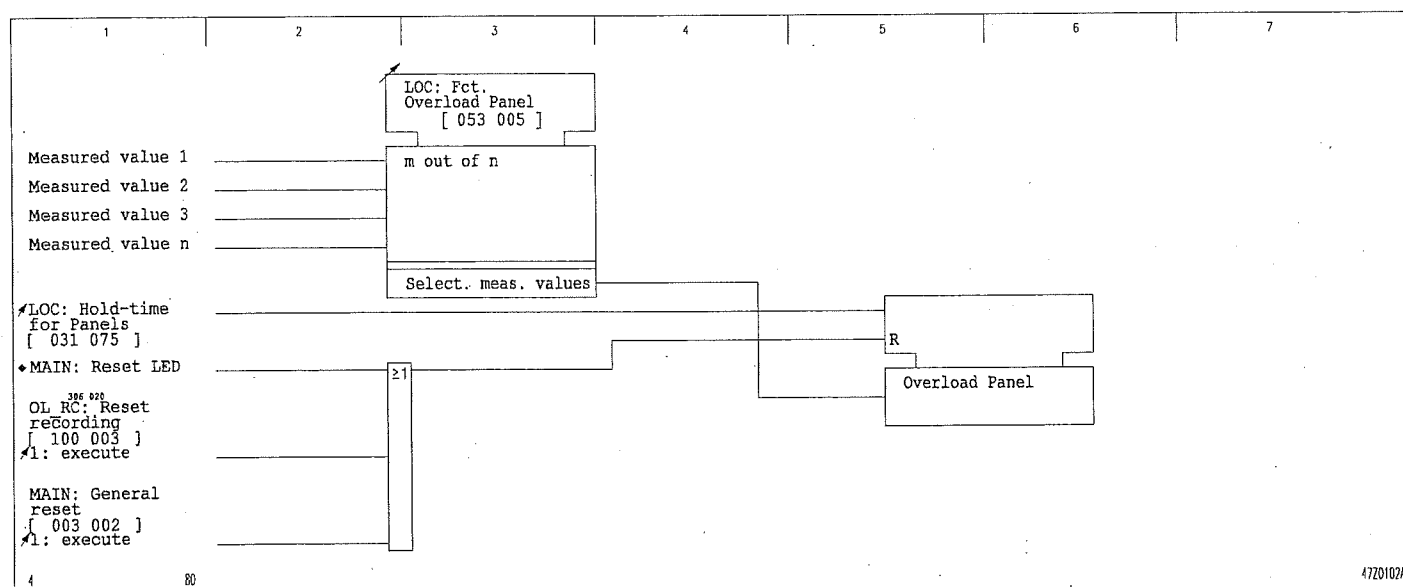 1 2 3 4 5 6 7
LOC: Fct.
Overload Panel
[ 053 005 ]
m out of n
Measured value 1
Measured value 2
Measured value 3
Measured value n
Select. meas. values
LOC: Hold-time
for Panels
[ 031 075 ]
R
MAIN: Reset LED
≥1
Overload Panel
306 020
OL_RC: Reset
recording
[ 100 003 ]
1: execute
MAIN: General
reset
[ 003 002 ]
1: execute
4 80
47Z0102A